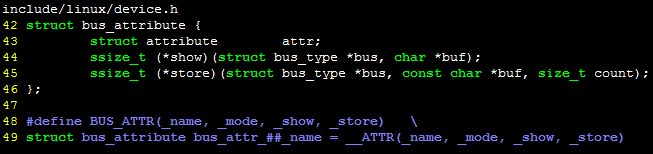 include/linux/device.h
42 struct bus_attribute {
43         struct attribute        attr;
44         ssize_t (*show)(struct bus_type *bus, char *buf);
45         ssize_t (*store)(struct bus_type *bus, const char *buf, size_t count);
46 };
47
48 #define BUS_ATTR(_name, _mode, _show, _store)   \
49 struct bus_attribute bus_attr_##_name = __ATTR(_name, _mode, _show, _store)